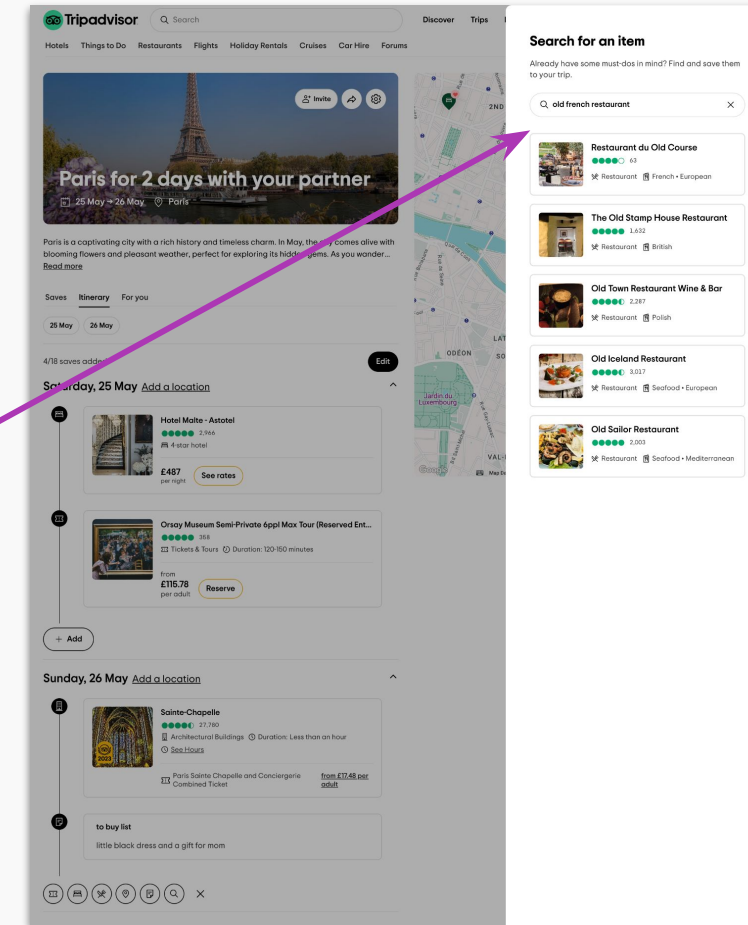 Tripadvisor
Search
Discover Trips
Hotels Things to Do Restaurants Flights Holiday Rentals Cruises Car Hire Forums
Invite
Paris for 2 days with your partner
25 May → 26 May Paris
Paris is a captivating city with a rich history and timeless charm. In May, the city comes alive with
blooming flowers and pleasant weather, perfect for exploring its hidden gems. As you wander...
Read more
Saves Itinerary For you
25 May 26 May
4/18 saves added
Edit
Saturday, 25 May Add a location
Hotel Malte - Astotel
2,966
4-star hotel
£487
per night
See rates
Orsay Museum Semi-Private 6ppl Max Tour (Reserved Ent...
358
Tickets & Tours Duration: 120-150 minutes
from
£115.78
per adult
Reserve
+ Add
Sunday, 26 May Add a location
Sainte-Chapelle
27,780
Architectural Buildings Duration: Less than an hour
See Hours
2023
Paris Sainte Chapelle and Conciergerie
Combined Ticket
from £17.48 per
adult
to buy list
little black dress and a gift for mom
2ND
Rue de Seine
ODÉON
Jardin du
Luxembourg
Rue Gay-Lussac
Google
Search for an item
Already have some must-dos in mind? Find and save them
to your trip.
old french restaurant
Restaurant du Old Course
63
Restaurant French • European
The Old Stamp House Restaurant
1,632
Restaurant British
Old Town Restaurant Wine & Bar
2,287
Restaurant Polish
Old Iceland Restaurant
3,017
Restaurant Seafood • European
Old Sailor Restaurant
2,003
Restaurant Seafood • Mediterranean